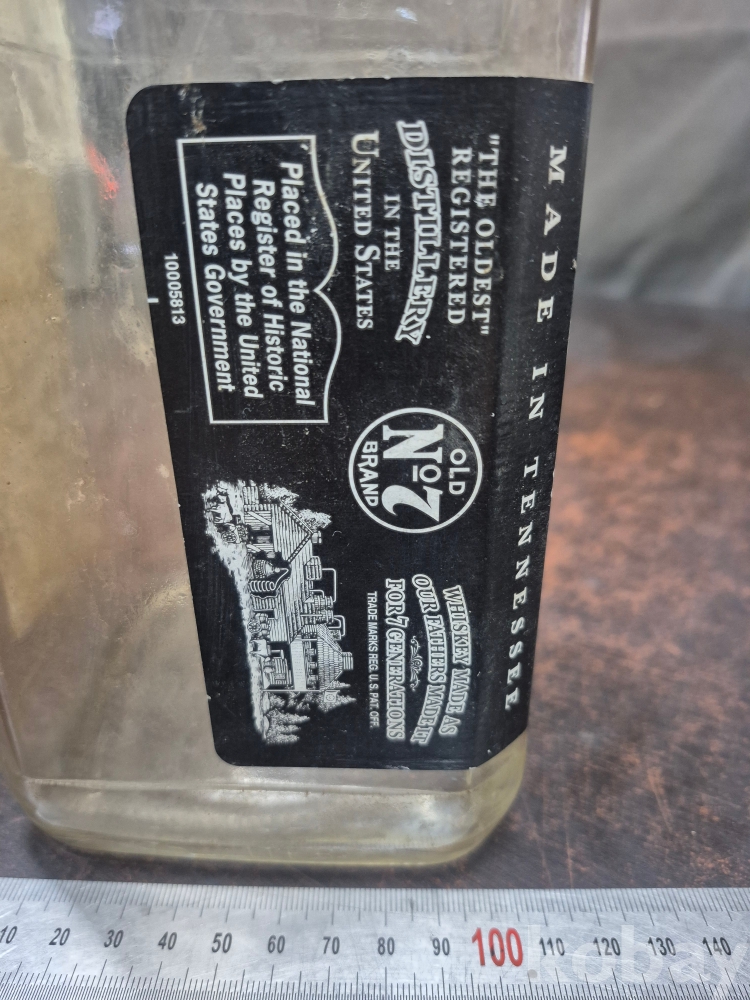 MADE IN TENNESSEE
"THE OLDEST"
REGISTERED
DISTILLERY
IN THE
UNITED STATES
Placed in the National
Register of Historic
Places by the United
States Government
10005813
OLD
No7
BRAND
WHISKEY MADE AS
OUR FATHERS MADE IT
FOR 7 GENERATIONS
TRADE MARKS REG. U.S. PAT. OFF.
10 20 30 40 50 60 70 80 90 100 110 120 130 140
kobay